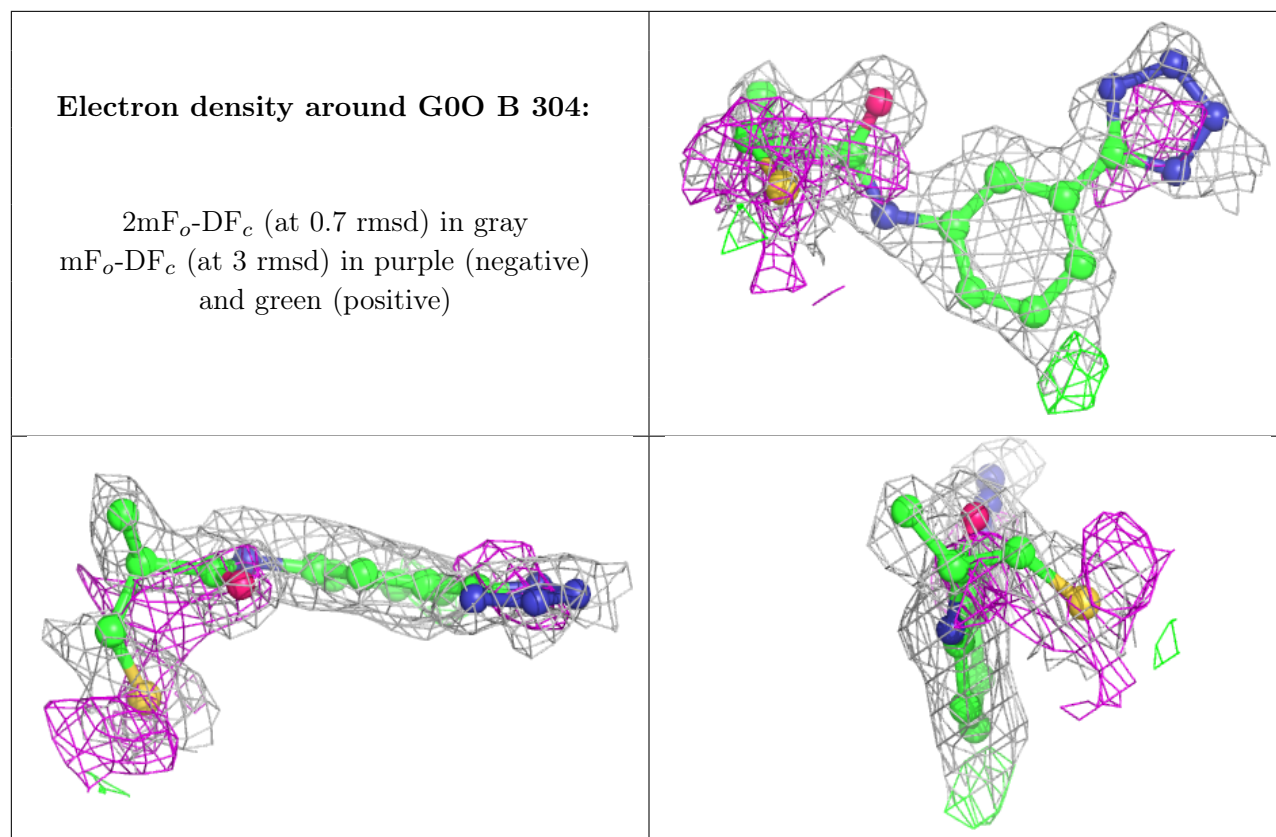 Electron density around G0O B 304:
2mFₒ-DF𝒸 (at 0.7 rmsd) in gray
mFₒ-DF𝒸 (at 3 rmsd) in purple (negative)
and green (positive)